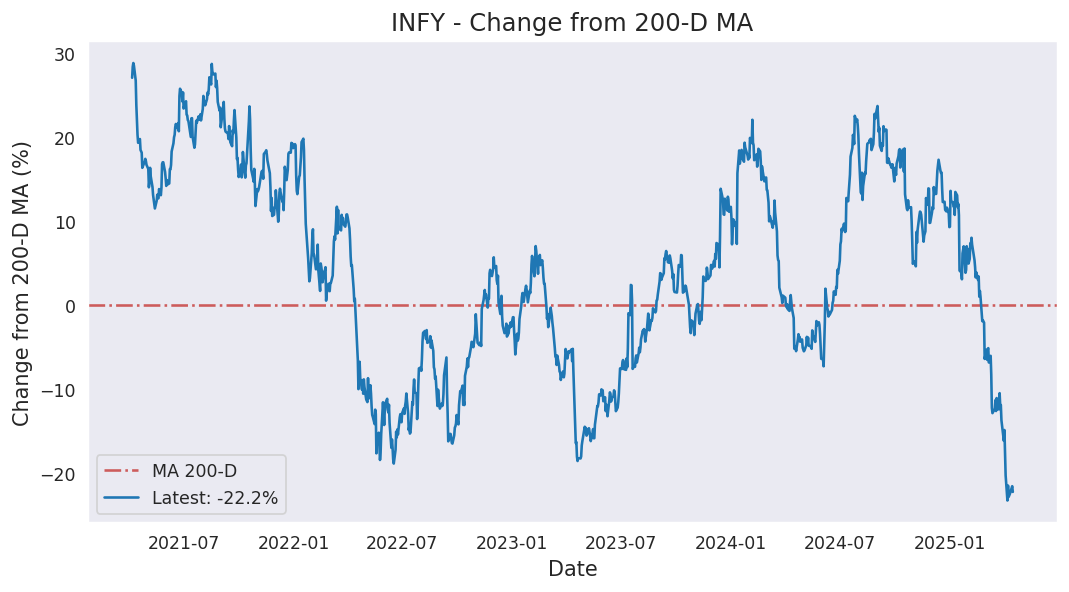 INFY - Change from 200-D MA
Change from 200-D MA (%)
30
20
10
0
−10
−20
MA 200-D
Latest: -22.2%
2021-07 2022-01 2022-07 2023-01 2023-07 2024-01 2024-07 2025-01
Date